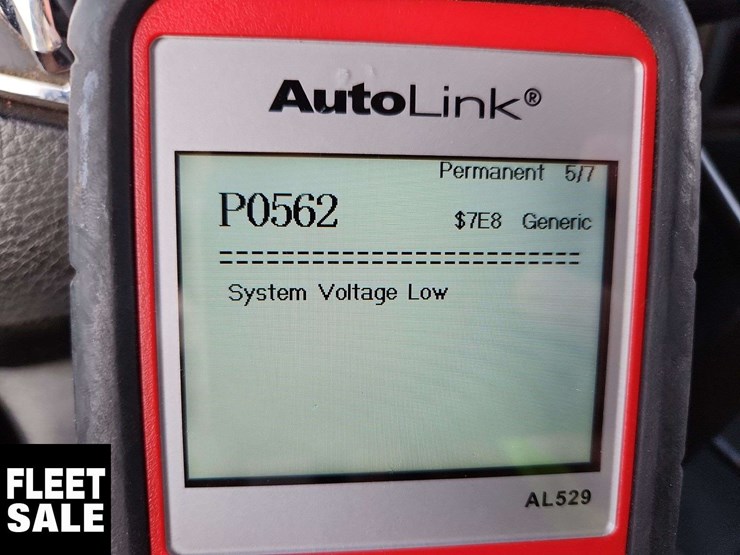 AutoLink®
Permanent 5/7
P0562 $7E8 Generic
===========================
System Voltage Low
AL529
FLEET
SALE